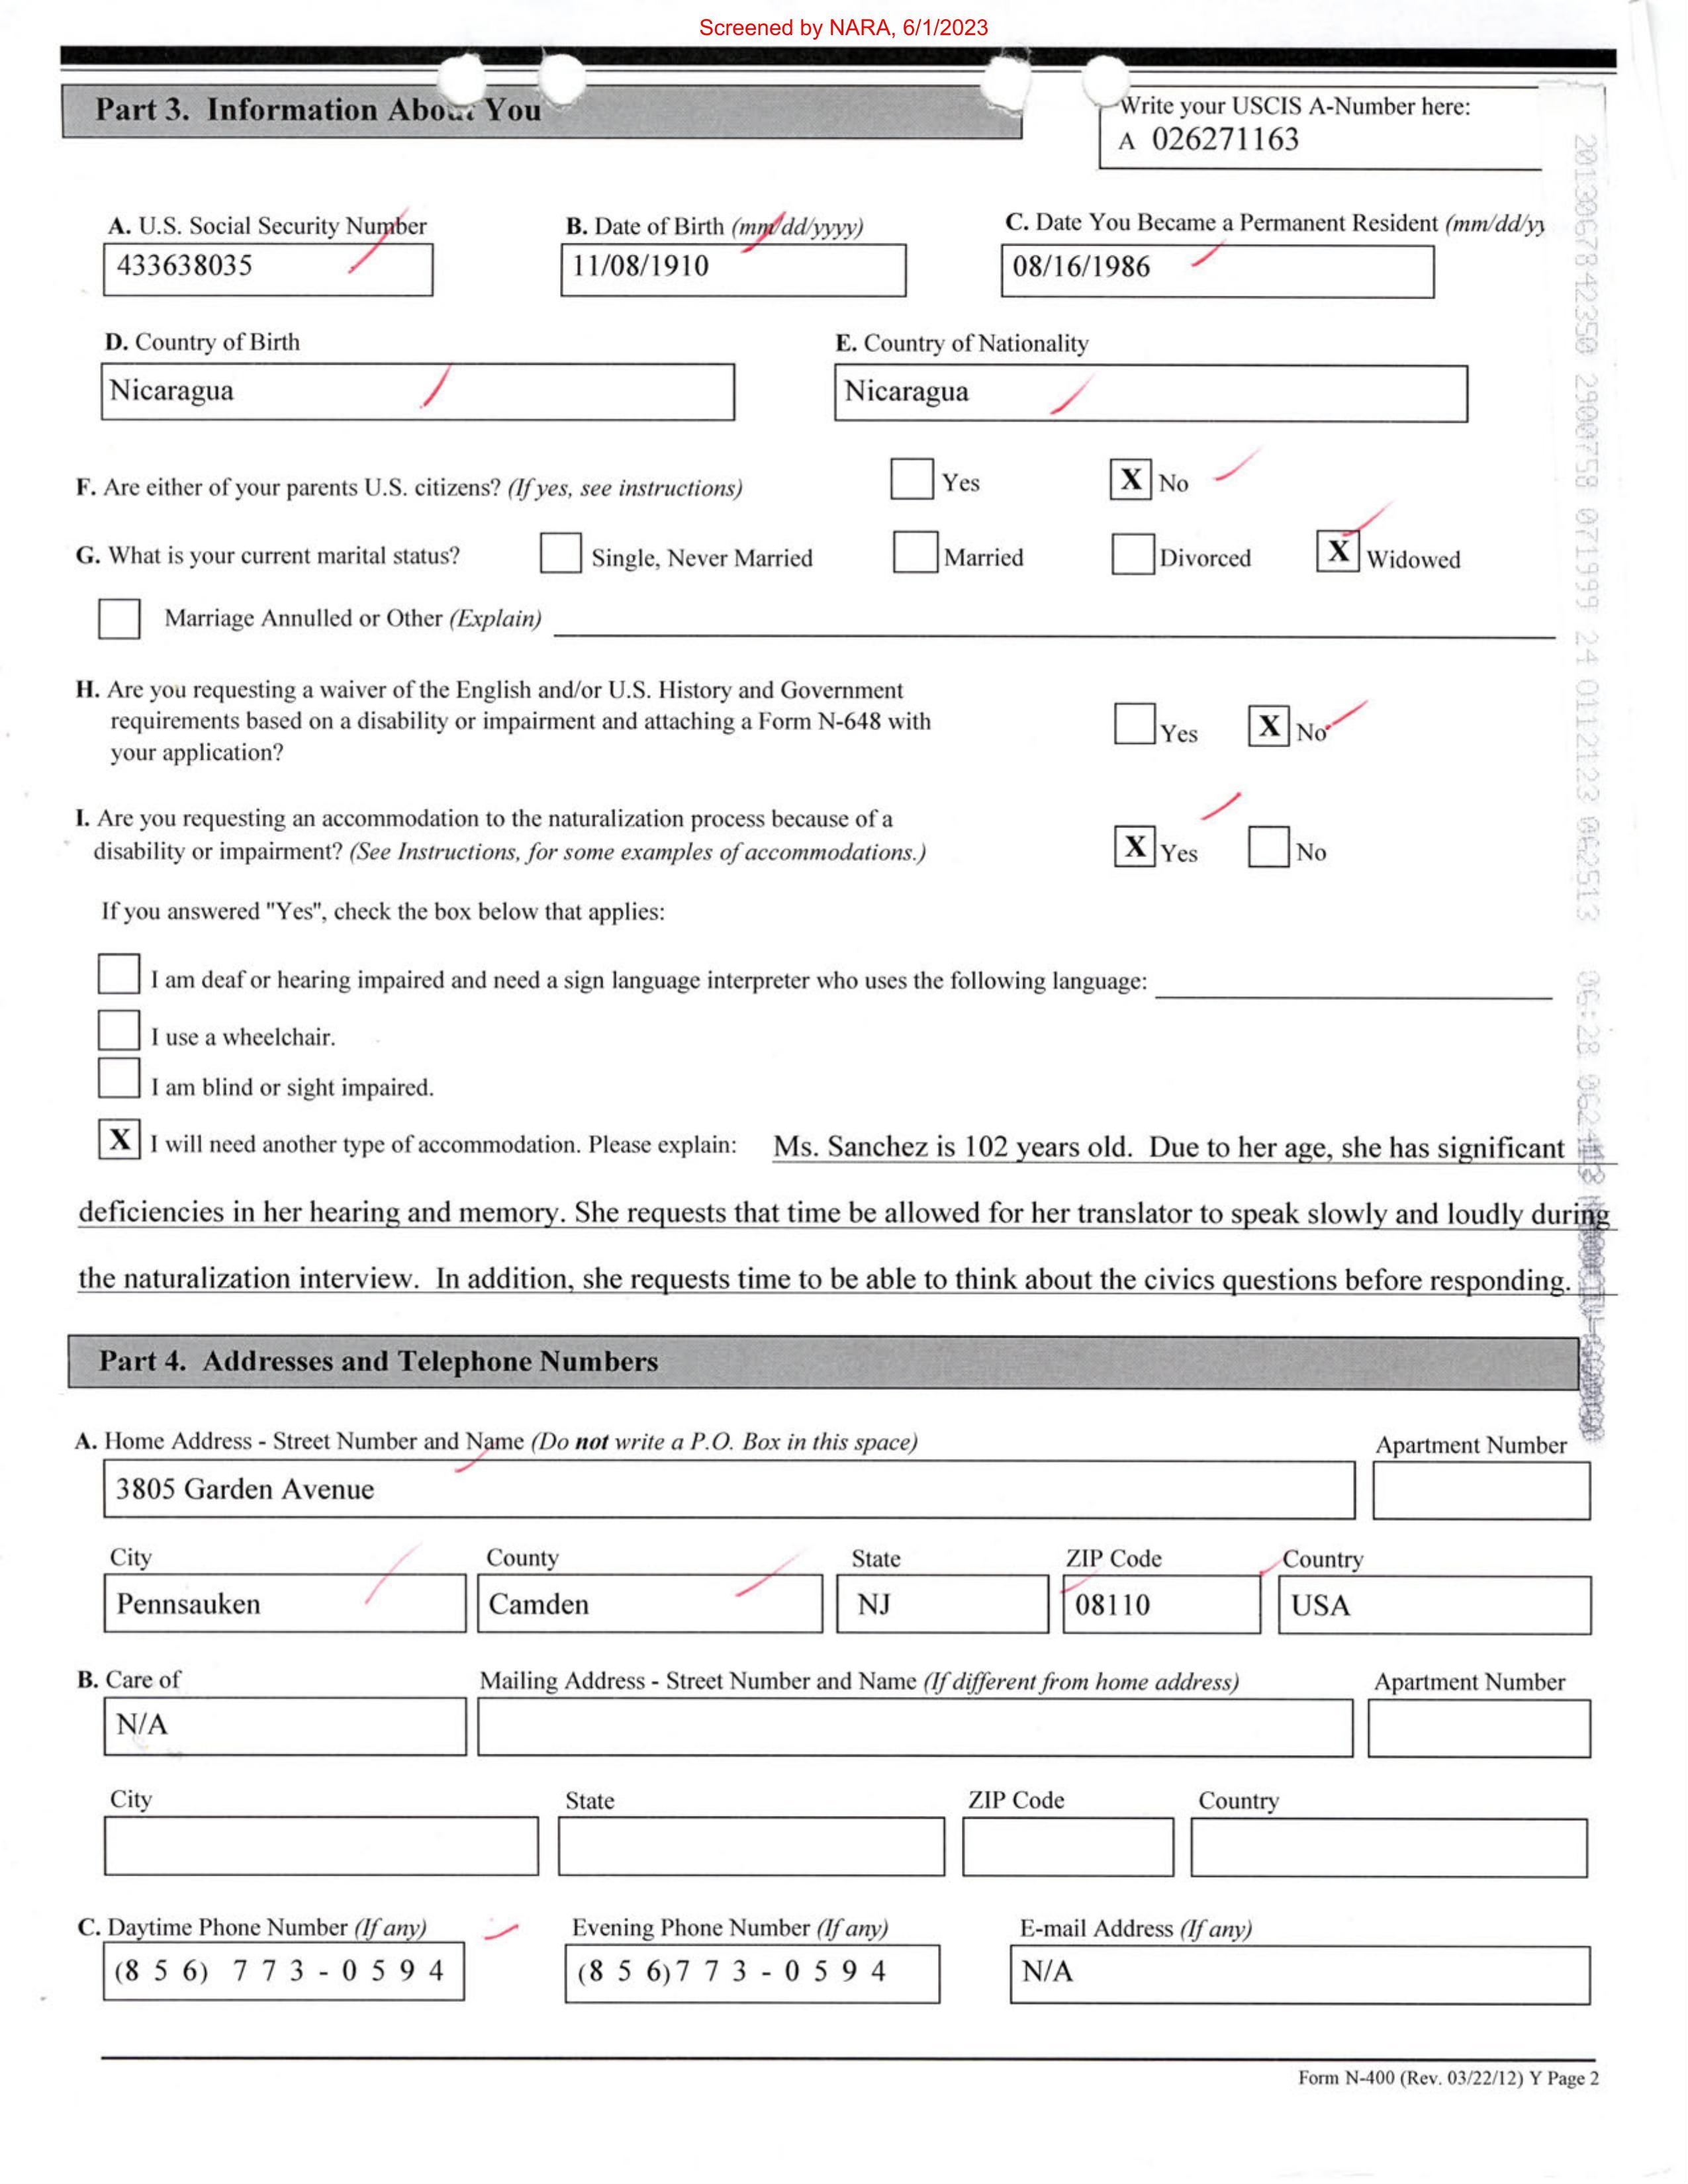 Screened by NARA, 6/1/2023
Part 3. Information About You
Write your USCIS A-Number here:
A 026271163
A. U.S. Social Security Number
B. Date of Birth (mm/dd/yyyy)
C. Date You Became a Permanent Resident (mm/dd/yy
433638035
11/08/1910
08/16/1986
D. Country of Birth
E. Country of Nationality
Nicaragua
Nicaragua
F. Are either of your parents U.S. citizens? (If yes, see instructions) Yes X No
G. What is your current marital status? Single, Never Married Married Divorced X Widowed
Marriage Annulled or Other (Explain)
H. Are you requesting a waiver of the English and/or U.S. History and Government
requirements based on a disability or impairment and attaching a Form N-648 with
your application?
Yes X No
I. Are you requesting an accommodation to the naturalization process because of a
disability or impairment? (See Instructions, for some examples of accommodations.)
X Yes No
If you answered "Yes", check the box below that applies:
I am deaf or hearing impaired and need a sign language interpreter who uses the following language:
I use a wheelchair.
I am blind or sight impaired.
X I will need another type of accommodation. Please explain: Ms. Sanchez is 102 years old. Due to her age, she has significant
deficiencies in her hearing and memory. She requests that time be allowed for her translator to speak slowly and loudly during
the naturalization interview. In addition, she requests time to be able to think about the civics questions before responding.
Part 4. Addresses and Telephone Numbers
A. Home Address - Street Number and Name (Do not write a P.O. Box in this space)
Apartment Number
3805 Garden Avenue
City County State ZIP Code Country
Pennsauken Camden NJ 08110 USA
B. Care of
Mailing Address - Street Number and Name (If different from home address)
Apartment Number
N/A
City State ZIP Code Country
C. Daytime Phone Number (If any)
Evening Phone Number (If any)
E-mail Address (If any)
(8 5 6) 7 7 3 - 0 5 9 4
(8 5 6)7 7 3 - 0 5 9 4
N/A
Form N-400 (Rev. 03/22/12) Y Page 2